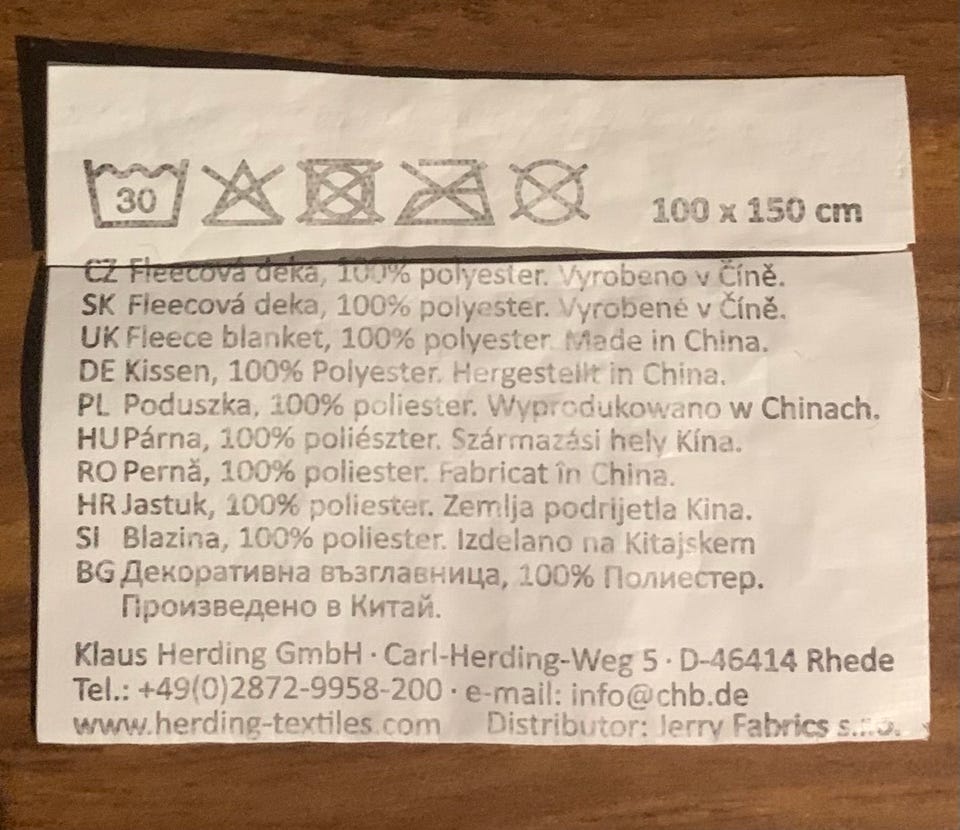 30
100 x 150 cm
CZ Fleecová deka, 100% polyester. Vyrobeno v Číně.
SK Fleecová deka, 100% polyester. Vyrobené v Číně.
UK Fleece blanket, 100% polyester. Made in China.
DE Kissen, 100% Polyester. Hergestellt in China.
PL Poduszka, 100% poliester. Wyprodukowano w Chinach.
HU Párna, 100% poliészter. Származási hely Kína.
RO Pernă, 100% poliester. Fabricat în China.
HR Jastuk, 100% poliester. Zemlja podrijetla Kina.
SI Blazina, 100% poliester. Izdelano na Kitajskem
BG Декоративна възглавница, 100% Полиестер.
Произведено в Китай.
Klaus Herding GmbH · Carl-Herding-Weg 5 · D-46414 Rhede
Tel.: +49(0)2872-9958-200 · e-mail: info@chb.de
www.herding-textiles.com Distributor: Jerry Fabrics s.r.o.